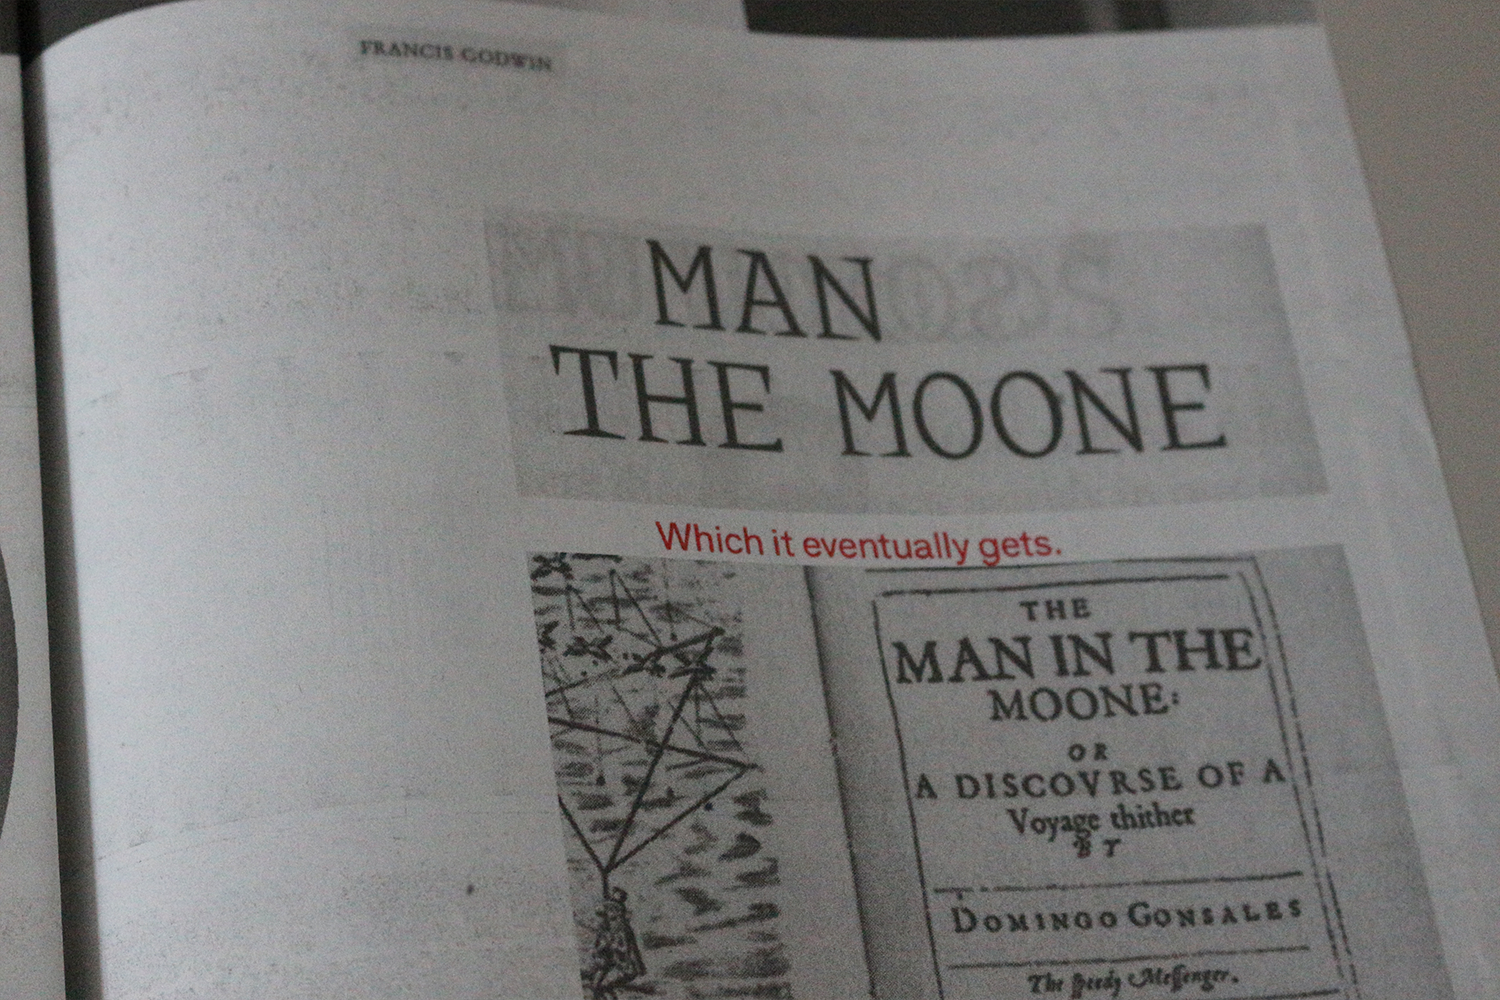 FRANCIS GODWIN
MAN
THE MOONE
Which it eventually gets.
THE
MAN IN THE
MOONE:
OR
A DISCOVRSE OF A
Voyage thither
BY
DOMINGO GONSALES
The ſpeedy Meſſenger.